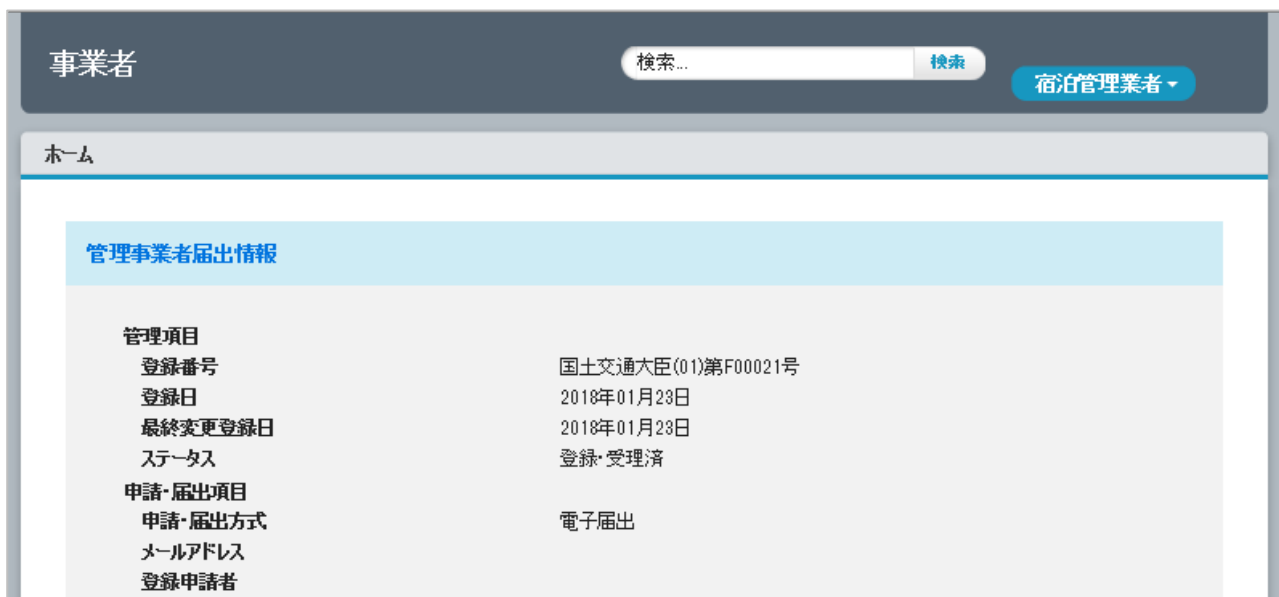 事業者
検索...
検索
宿泊管理業者
ホーム
管理事業者届出情報
管理項目
登録番号 国土交通大臣(01)第F00021号
登録日 2018年01月23日
最終変更登録日 2018年01月23日
ステータス 登録・受理済
申請・届出項目
申請・届出方式 電子届出
メールアドレス
登録申請者